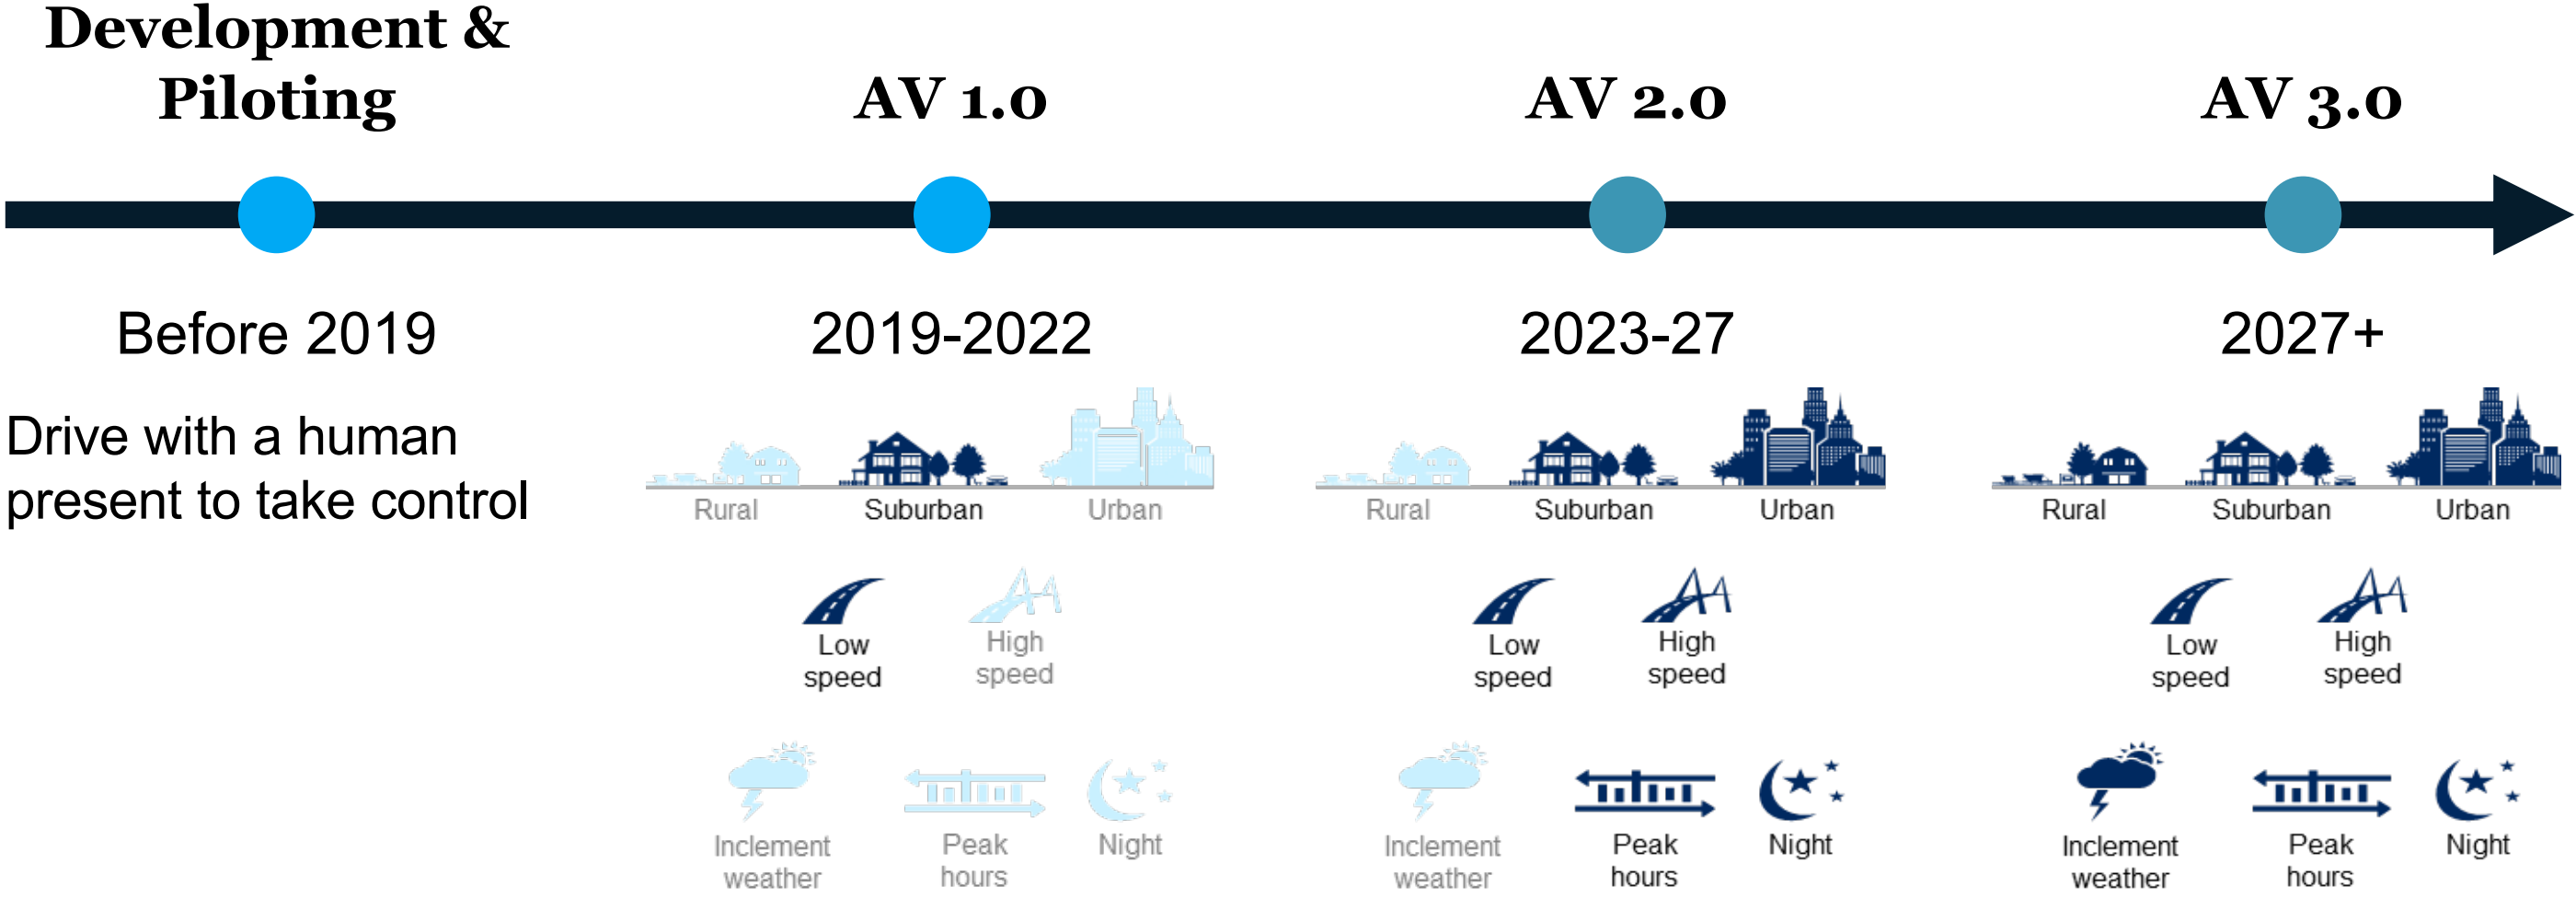 Development &
Piloting
AV 1.0
AV 2.0
AV 3.0
Before 2019
2019-2022
2023-27
2027+
Drive with a human
present to take control
Rural
Suburban
Urban
Low
speed
High
speed
Inclement
weather
Peak
hours
Night
Rural
Suburban
Urban
Low
speed
High
speed
Inclement
weather
Peak
hours
Night
Rural
Suburban
Urban
Low
speed
High
speed
Inclement
weather
Peak
hours
Night